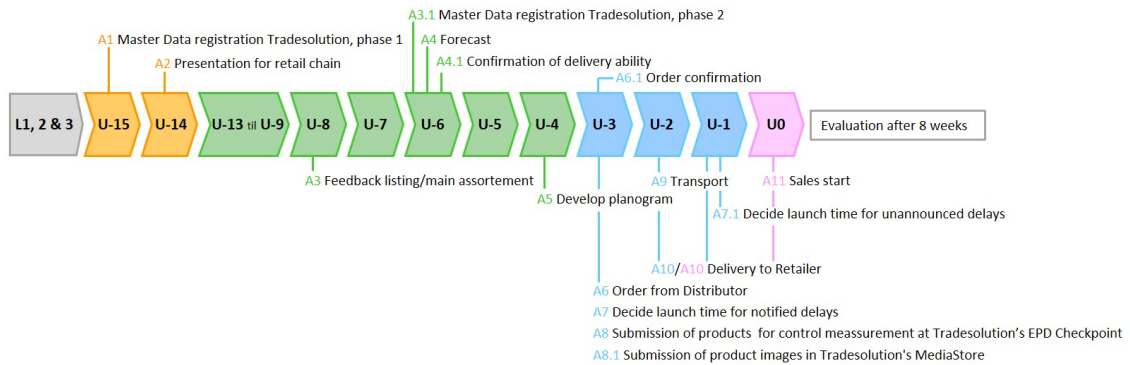 A3.1 Master Data registration Tradesolution, phase 2
A1 Master Data registration Tradesolution, phase 1
A4 Forecast
A2 Presentation for retail chain
A4.1 Confirmation of delivery ability
A6.1 Order confirmation
L1, 2 & 3
U-15
U-14
U-13 til U-9
U-8
U-7
U-6
U-5
U-4
U-3
U-2
U-1
U0
Evaluation after 8 weeks
A3 Feedback listing/main assortement
A9 Transport
A11 Sales start
A5 Develop planogram
A7.1 Decide launch time for unannounced delays
A10/A10 Delivery to Retailer
A6 Order from Distributor
A7 Decide launch time for notified delays
A8 Submission of products for control meassurement at Tradesolution’s EPD Checkpoint
A8.1 Submission of product images in Tradesolution's MediaStore